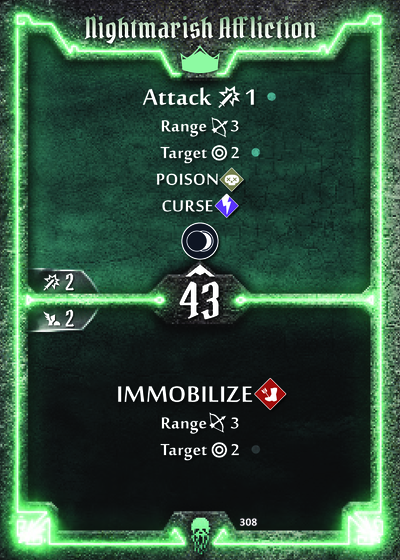 Nightmarish Affliction
Attack 1
Range 3
Target 2
POISON
CURSE
2
43
2
IMMOBILIZE
Range 3
Target 2
308